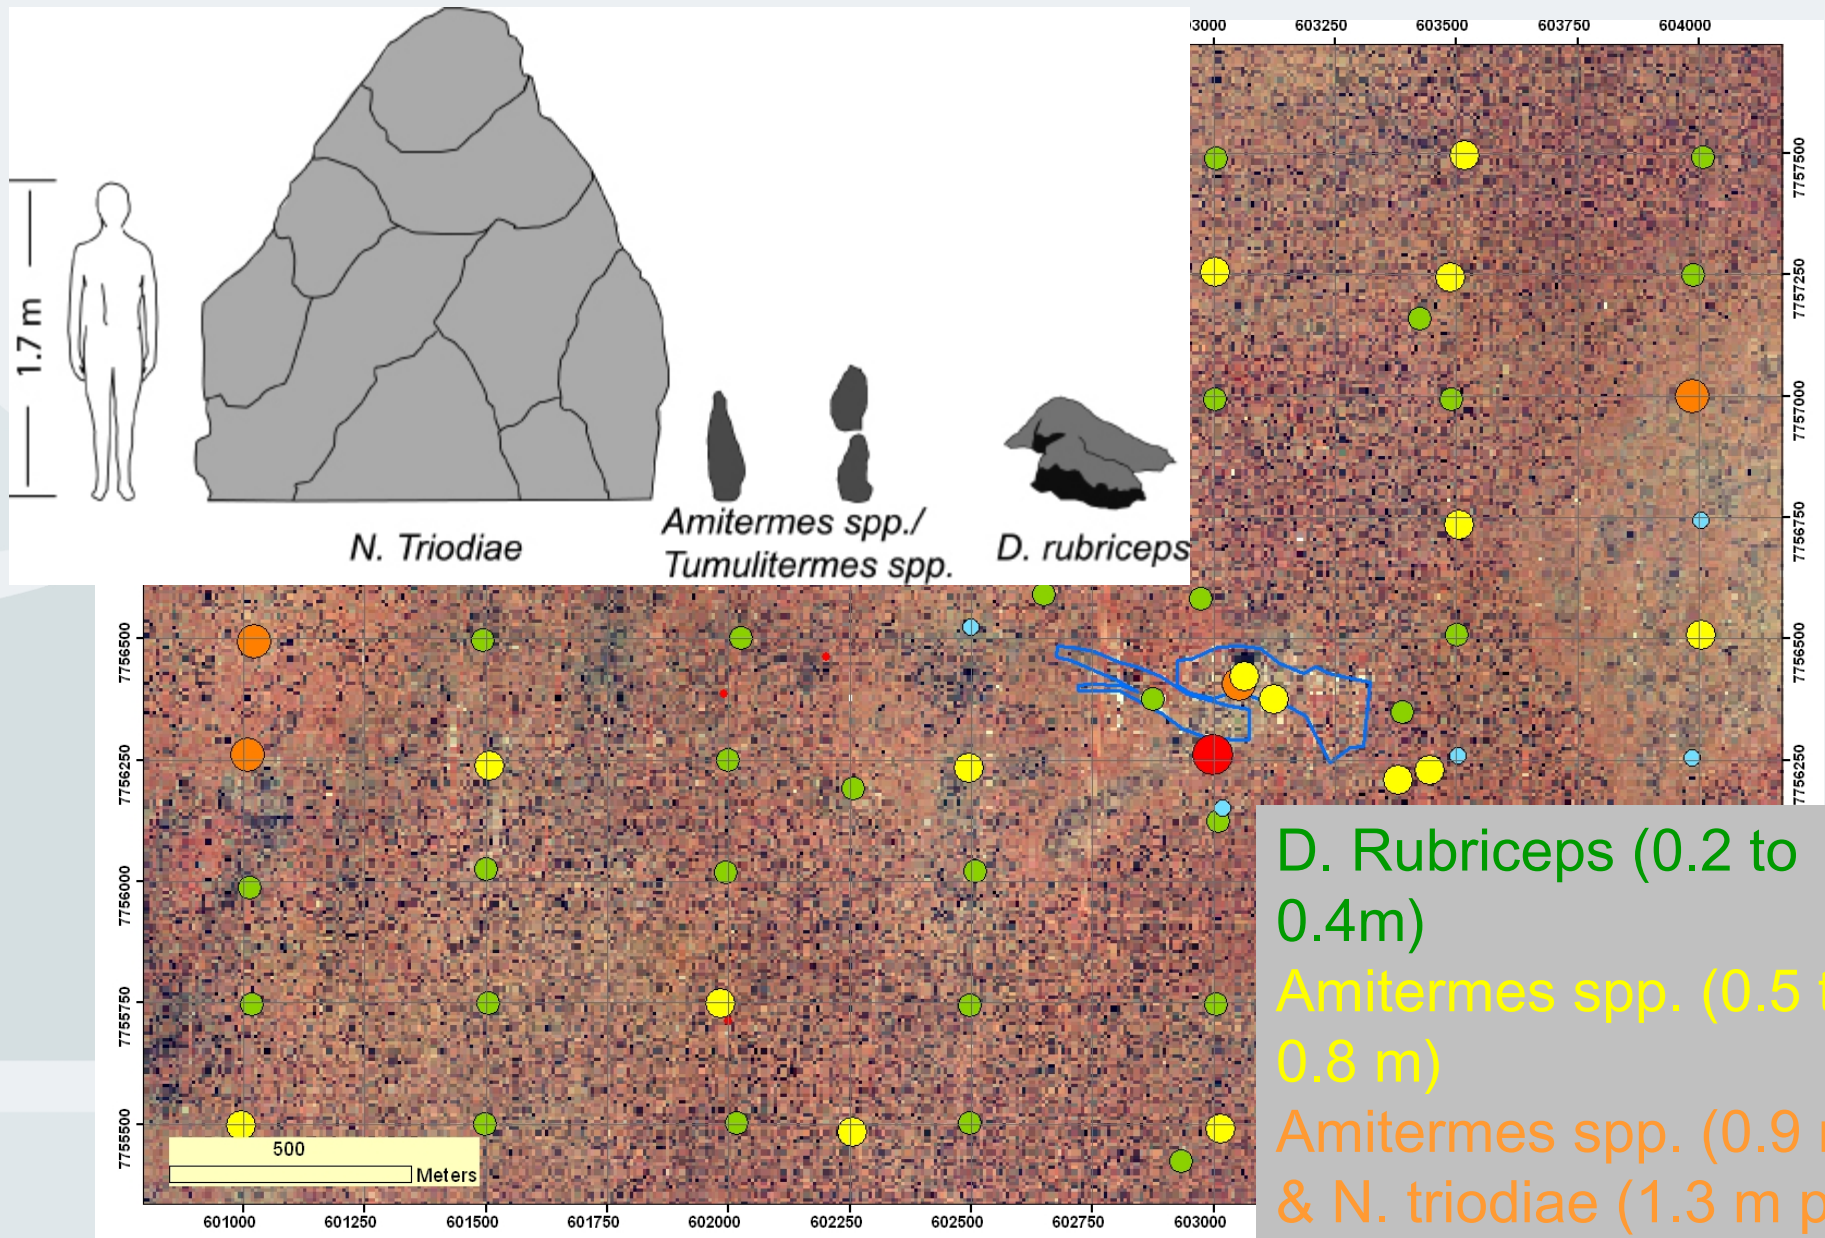 1.7 m
N. Triodiae
Amitermes spp./
Tumulitermes spp.
D. rubriceps
3000 603250 603500 603750 604000
7757500
7757250
7757000
7756750
7756500
7756250
7756500
7756250
7756000
7755750
7755500
500
Meters
601000 601250 601500 601750 602000 602250 602500 602750 603000
D. Rubriceps (0.2 to
0.4m)
Amitermes spp. (0.5 t
0.8 m)
Amitermes spp. (0.9
& N. triodiae (1.3 m p